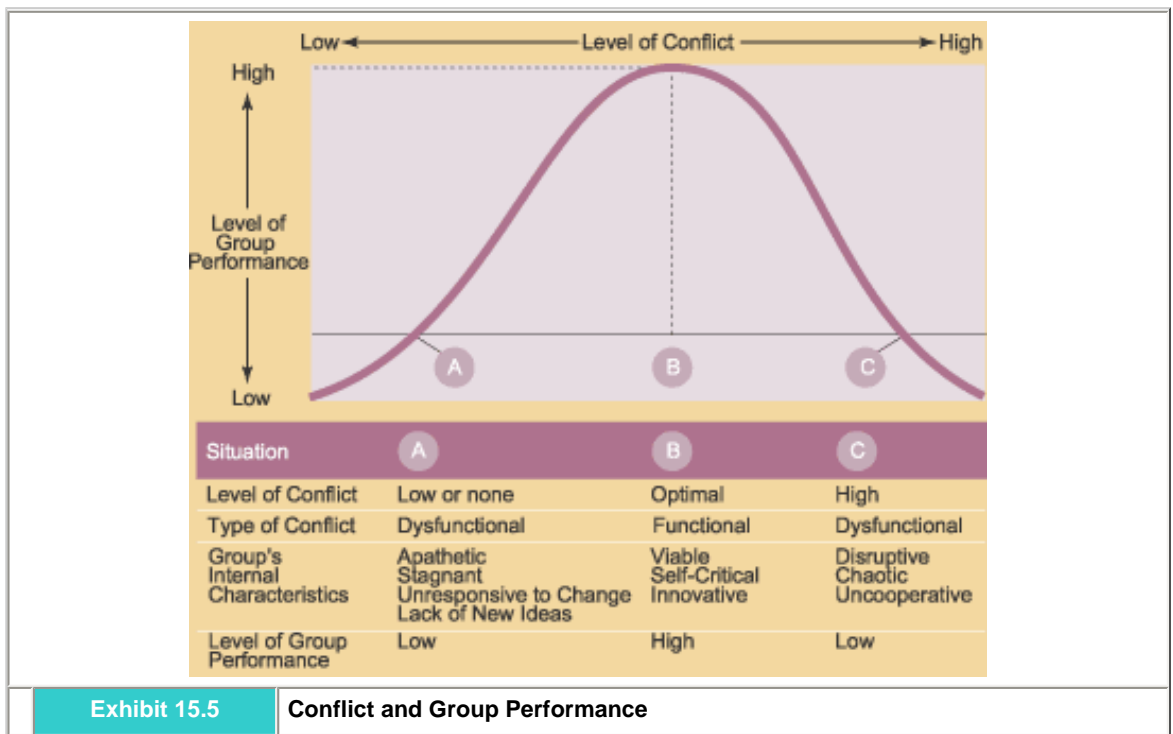 Low Level of Conflict High
High
Level of
Group
Performance
Low
A B C
Situation A B C
Level of Conflict Low or none Optimal High
Type of Conflict Dysfunctional Functional Dysfunctional
Group's Apathetic Viable Disruptive
Internal Stagnant Self-Critical Chaotic
Characteristics Unresponsive to Change Innovative Uncooperative
Lack of New Ideas
Level of Group Low High Low
Performance
Exhibit 15.5 Conflict and Group Performance